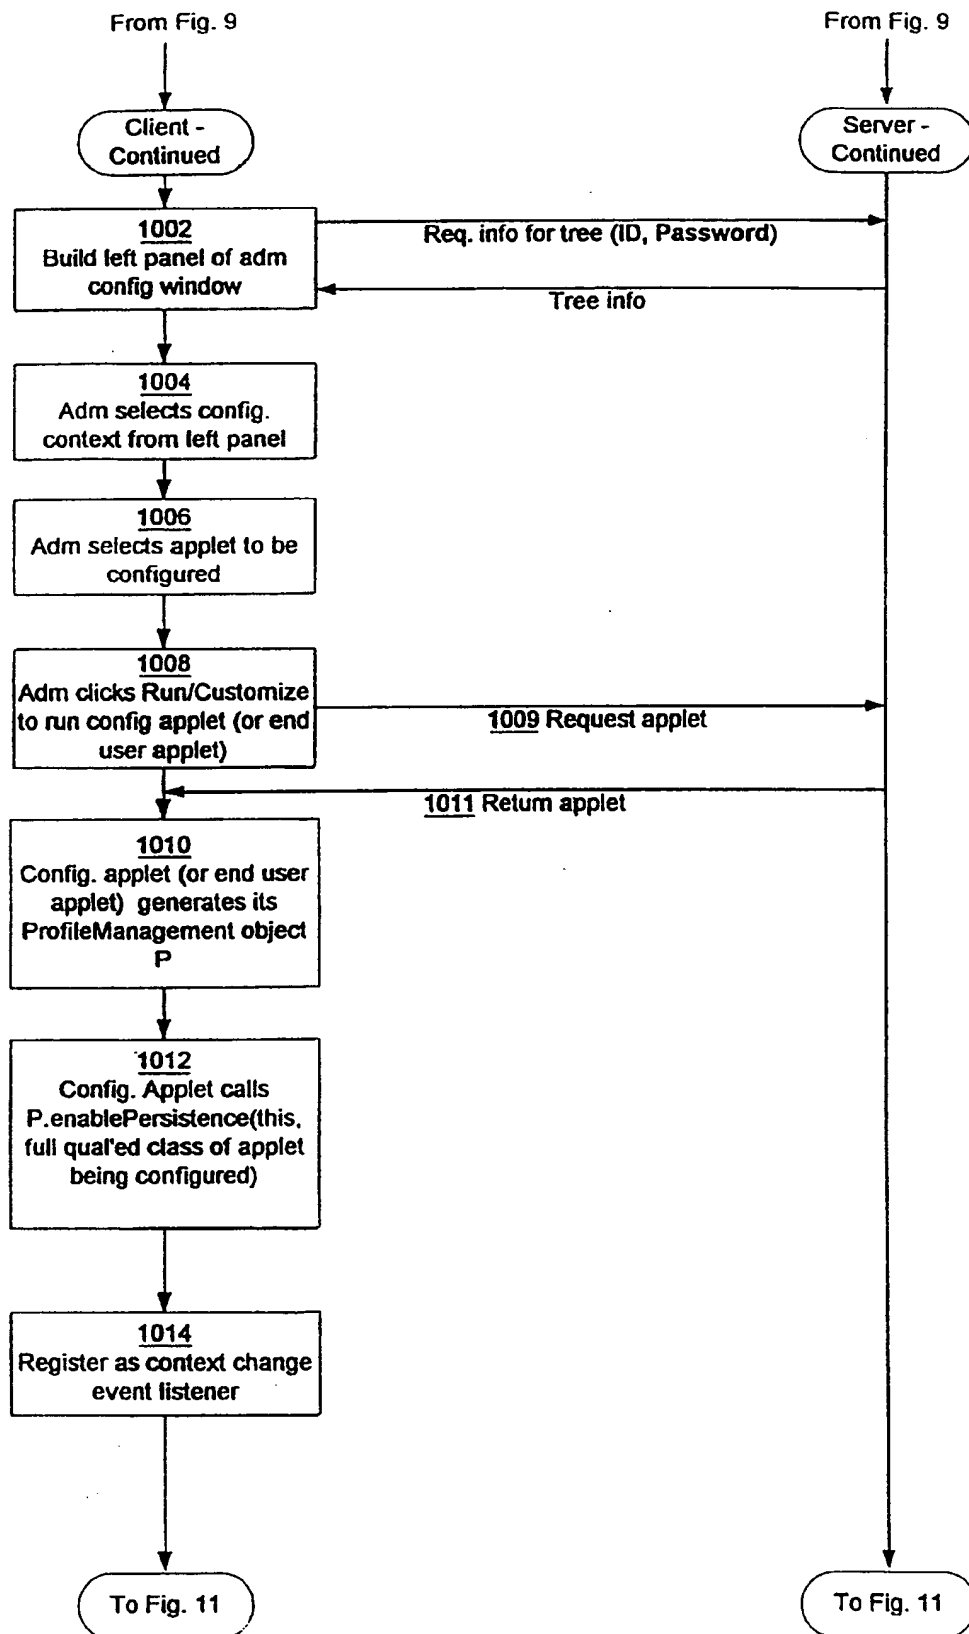 From Fig. 9
From Fig. 9
Client -
Continued
Server -
Continued
1002
Build left panel of adm
config window
Req. info for tree (ID, Password)
Tree info
1004
Adm selects config.
context from left panel
1006
Adm selects applet to be
configured
1008
Adm clicks Run/Customize
to run config applet (or end
user applet)
1009 Request applet
1011 Return applet
1010
Config. applet (or end user
applet) generates its
ProfileManagement object
P
1012
Config. Applet calls
P.enablePersistence(this,
full qual'ed class of applet
being configured)
1014
Register as context change
event listener
To Fig. 11
To Fig. 11